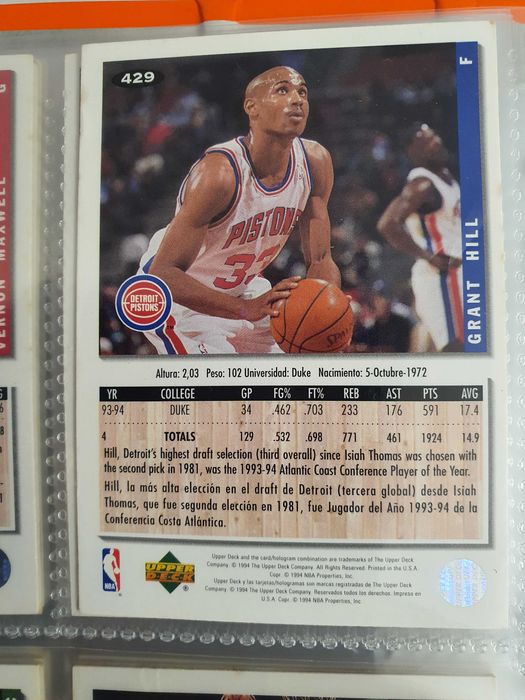 429
F
GRANT HILL
PISTONS
33
DETROIT
PISTONS
SPALDING
Altura: 2,03 Peso: 102 Universidad: Duke Nacimiento: 5-Octubre-1972
YR COLLEGE GP FG% FT% REB AST PTS AVG
93-94 DUKE 34 .462 .703 233 176 591 17.4
4 TOTALS 129 .532 .698 771 461 1924 14.9
Hill, Detroit's highest draft selection (third overall) since Isiah Thomas was chosen with
the second pick in 1981, was the 1993-94 Atlantic Coast Conference Player of the Year.
Hill, la más alta elección en el draft de Detroit (tercera global) desde Isiah
Thomas, que fue segunda elección en 1981, fue Jugador del Año 1993-94 de la
Conferencia Costa Atlántica.
NBA
UPPER
DECK
Upper Deck and the card/hologram combination are trademarks of The Upper Deck
Company. © 1994 The Upper Deck Company. All Rights Reserved. Printed in the U.S.A.
Copr. © 1994 NBA Properties, Inc.
Upper Deck y las tarjetas/holograma son marcas registradas de The Upper Deck
Company. © 1994 The Upper Deck Company. Reservados todos los derechos. Impreso en
U.S.A. Copr. © 1994 NBA Properties, Inc.
G
VERNON MAXWELL